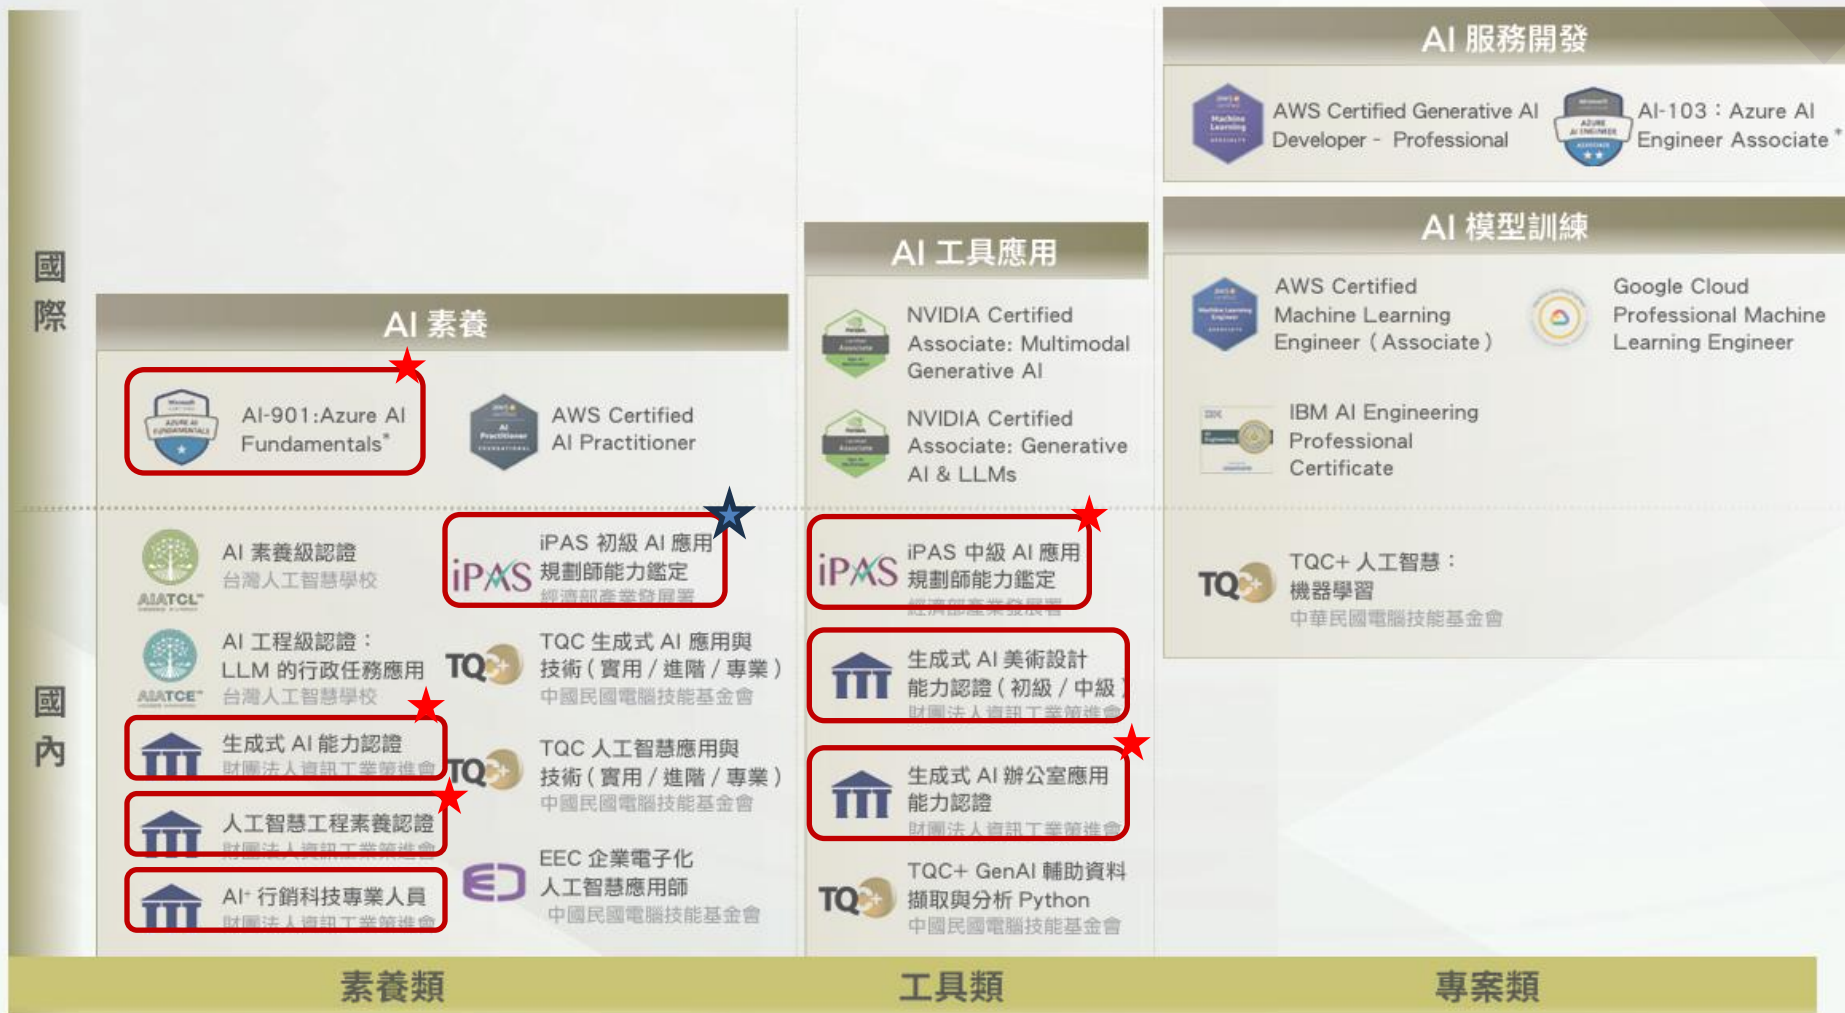 AI 服務開發
AWS Certified Generative AI
Developer - Professional
AI-103：Azure AI
Engineer Associate *
AI 模型訓練
AWS Certified
Machine Learning
Engineer（Associate）
Google Cloud
Professional Machine
Learning Engineer
IBM AI Engineering
Professional
Certificate
AI 工具應用
NVIDIA Certified
Associate: Multimodal
Generative AI
NVIDIA Certified
Associate: Generative
AI & LLMs
國際
AI 素養
AI-901:Azure AI
Fundamentals*
AWS Certified
AI Practitioner
國內
AIATCL
AI 素養級認證
台灣人工智慧學校
iPAS
iPAS 初級 AI 應用
規劃師能力鑑定
經濟部產業發展署
AIATCE
AI 工程級認證：
LLM 的行政任務應用
台灣人工智慧學校
TQC+
TQC 生成式 AI 應用與
技術（實用 / 進階 / 專業）
中國民國電腦技能基金會
生成式 AI 能力認證
財團法人資訊工業策進會
TQC+
TQC 人工智慧應用與
技術（實用 / 進階 / 專業）
中國民國電腦技能基金會
人工智慧工程素養認證
財團法人資訊工業策進會
AI+ 行銷科技專業人員
財團法人資訊工業策進會
EEC 企業電子化
人工智慧應用師
中國民國電腦技能基金會
iPAS
iPAS 中級 AI 應用
規劃師能力鑑定
經濟部產業發展署
生成式 AI 美術設計
能力認證（初級 / 中級）
財團法人資訊工業策進會
生成式 AI 辦公室應用
能力認證
財團法人資訊工業策進會
TQC+
TQC+ GenAI 輔助資料
擷取與分析 Python
中國民國電腦技能基金會
TQC+
TQC+ 人工智慧：
機器學習
中華民國電腦技能基金會
素養類
工具類
專案類